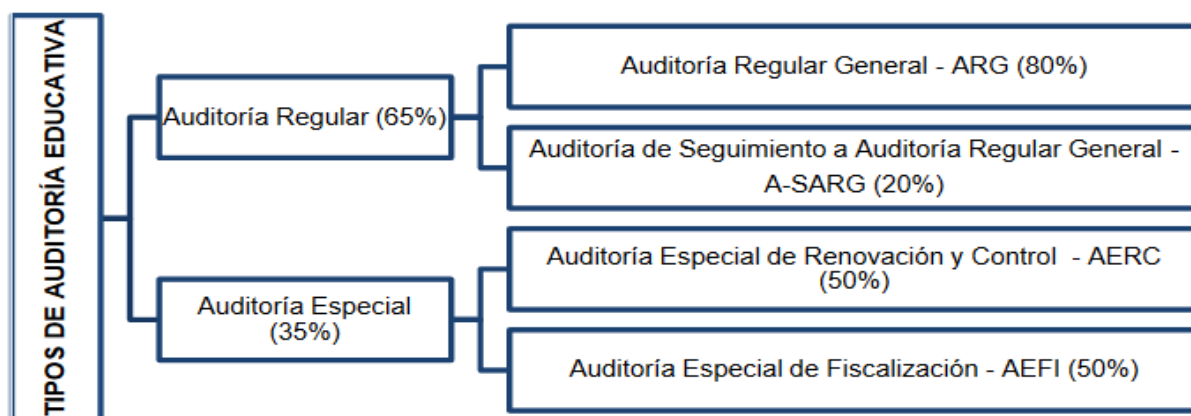 TIPOS DE AUDITORÍA EDUCATIVA
Auditoría Regular (65%)
Auditoría Regular General - ARG (80%)
Auditoría de Seguimiento a Auditoría Regular General -
A-SARG (20%)
Auditoría Especial
(35%)
Auditoría Especial de Renovación y Control - AERC
(50%)
Auditoría Especial de Fiscalización - AEFI (50%)